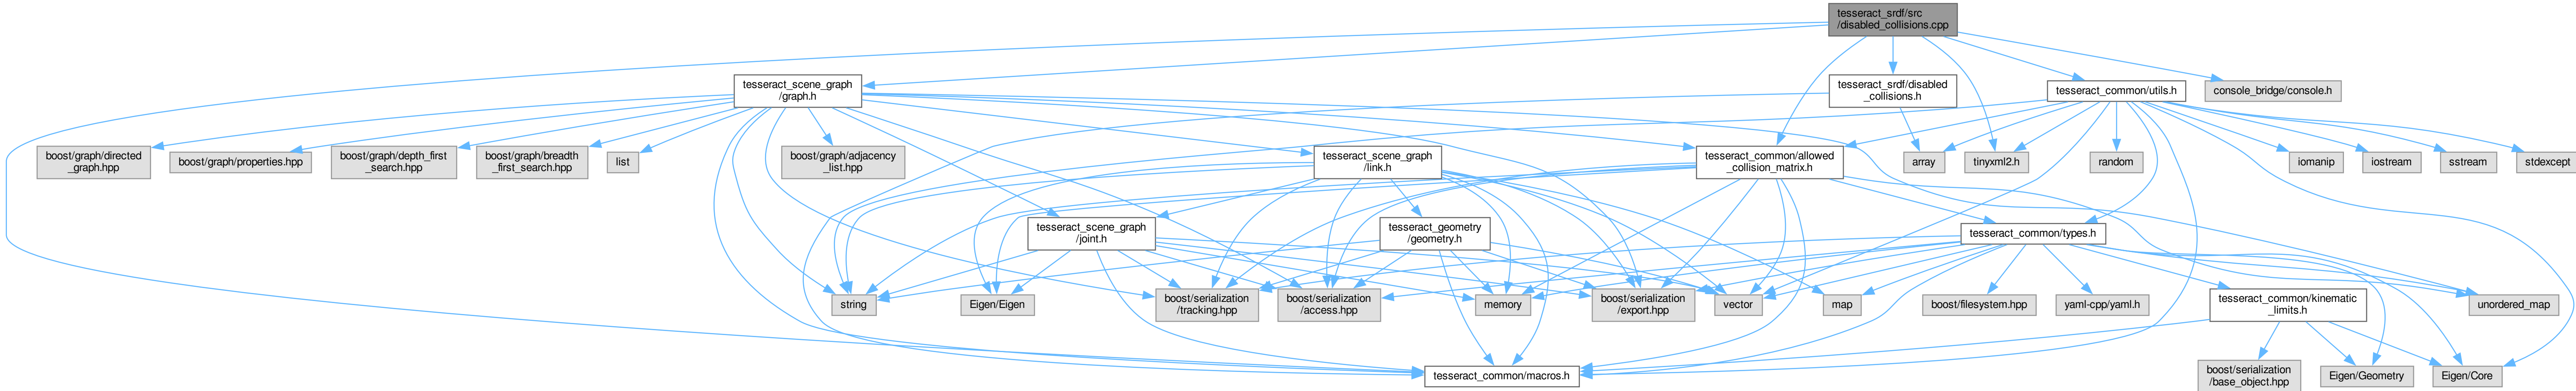 tesseract_srdf/src
/disabled_collisions.cpp
tesseract_scene_graph
/graph.h
tesseract_srdf/disabled
_collisions.h
tesseract_common/utils.h
console_bridge/console.h
boost/graph/directed
_graph.hpp
boost/graph/properties.hpp
boost/graph/depth_first
_search.hpp
boost/graph/breadth
_first_search.hpp
list
boost/graph/adjacency
_list.hpp
tesseract_scene_graph
/link.h
tesseract_common/allowed
_collision_matrix.h
array
tinyxml2.h
random
iomanip
iostream
sstream
stdexcept
tesseract_scene_graph
/joint.h
tesseract_geometry
/geometry.h
tesseract_common/types.h
string
Eigen/Eigen
boost/serialization
/tracking.hpp
boost/serialization
/access.hpp
memory
boost/serialization
/export.hpp
vector
map
boost/filesystem.hpp
yaml-cpp/yaml.h
tesseract_common/kinematic
_limits.h
unordered_map
tesseract_common/macros.h
boost/serialization
/base_object.hpp
Eigen/Geometry
Eigen/Core